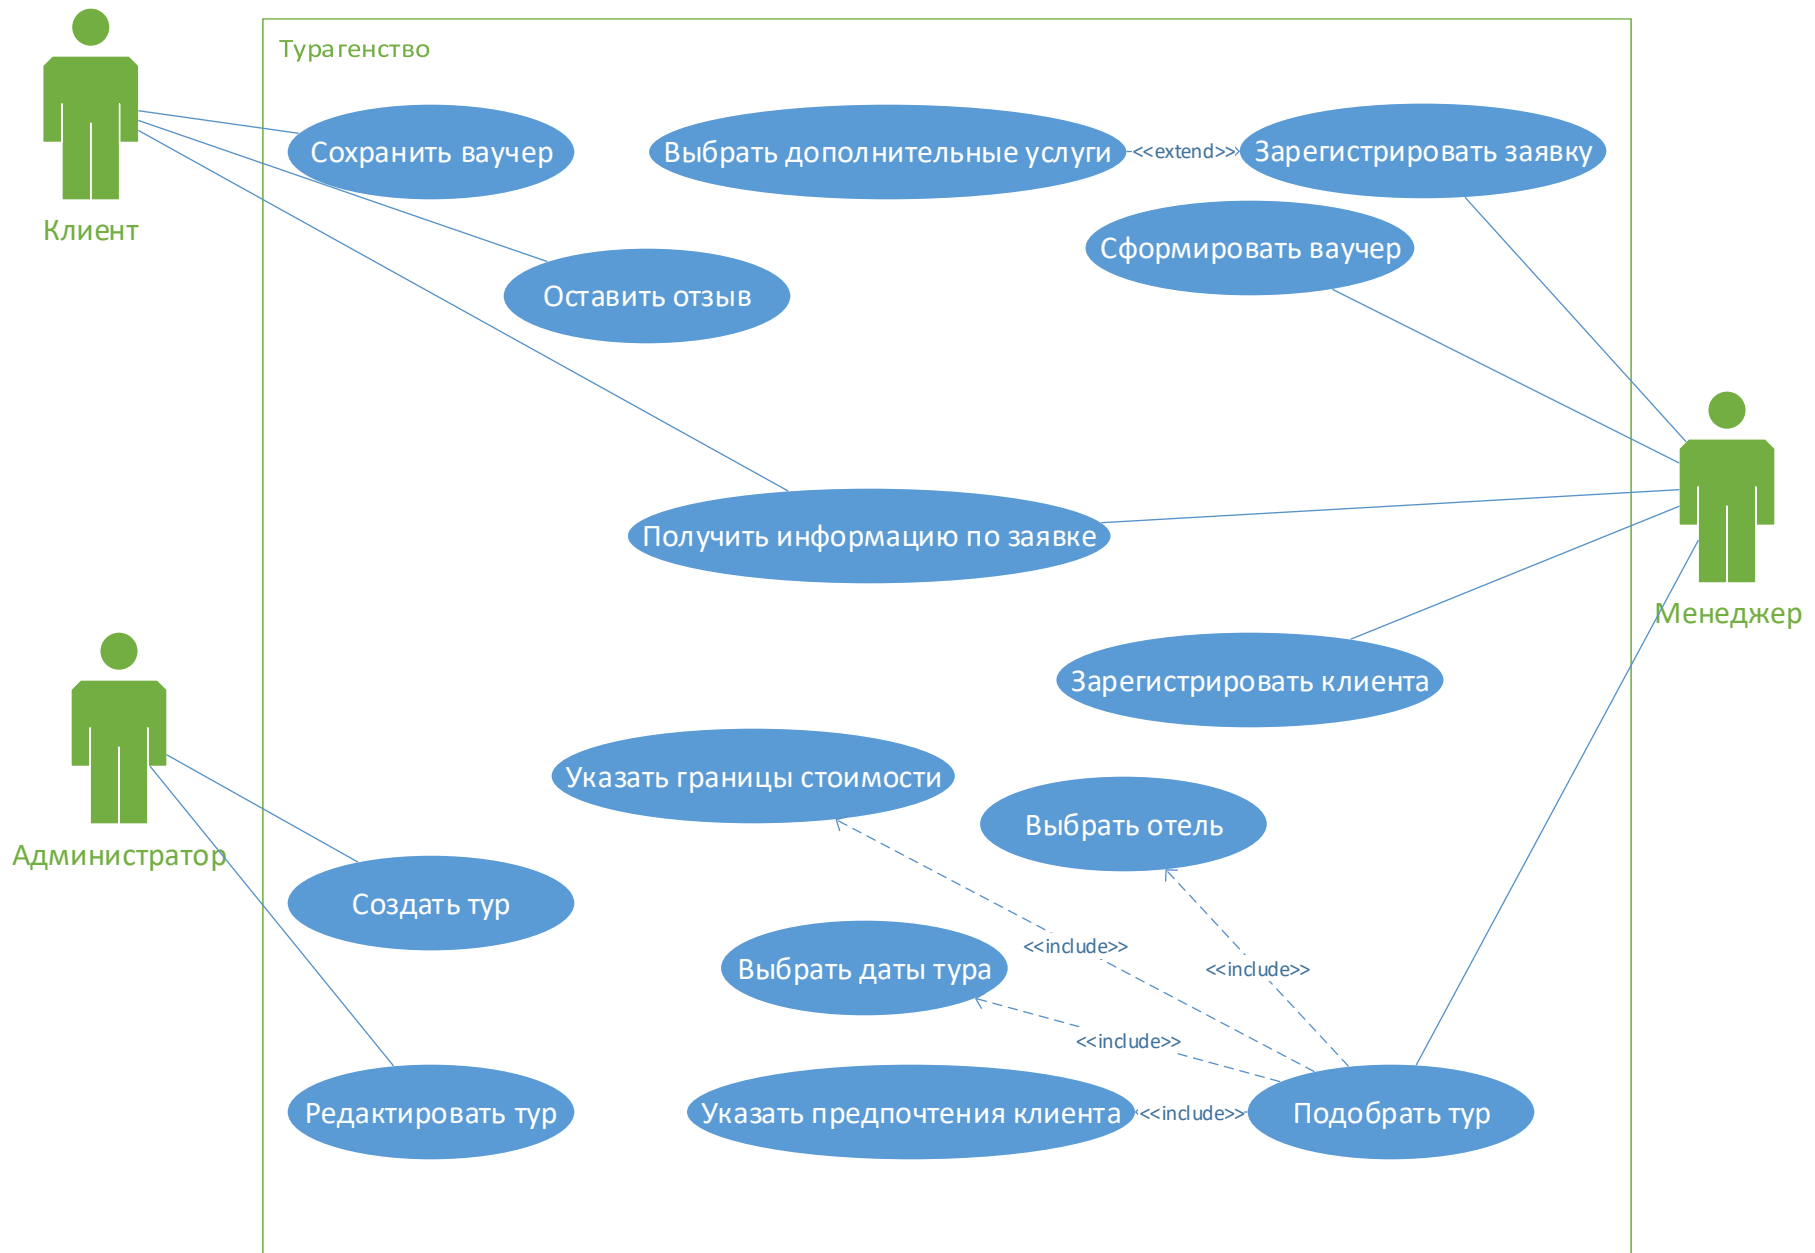 Турагенство
Сохранить ваучер
Выбрать дополнительные услуги
<<extend>>
Зарегистрировать заявку
Клиент
Сформировать ваучер
Оставить отзыв
Получить информацию по заявке
Менеджер
Зарегистрировать клиента
Указать границы стоимости
Выбрать отель
Администратор
Создать тур
<<include>>
Выбрать даты тура
<<include>>
<<include>>
Редактировать тур
Указать предпочтения клиента
<<include>>
Подобрать тур